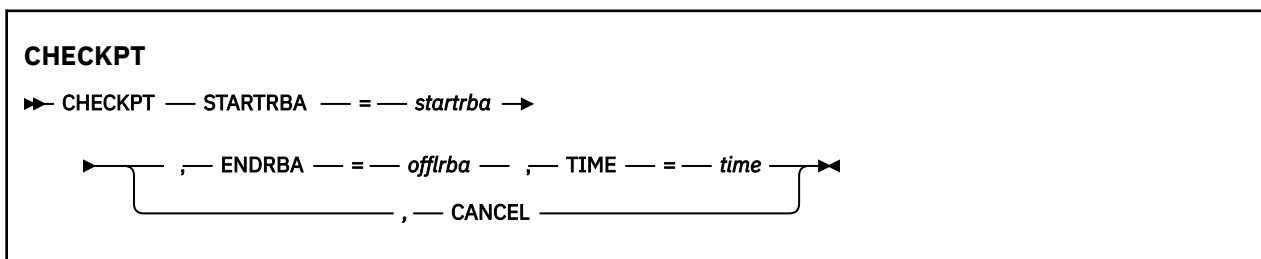 CHECKPT
CHECKPT STARTRBA = startrba
, ENDRBA = offlrba , TIME = time
, CANCEL